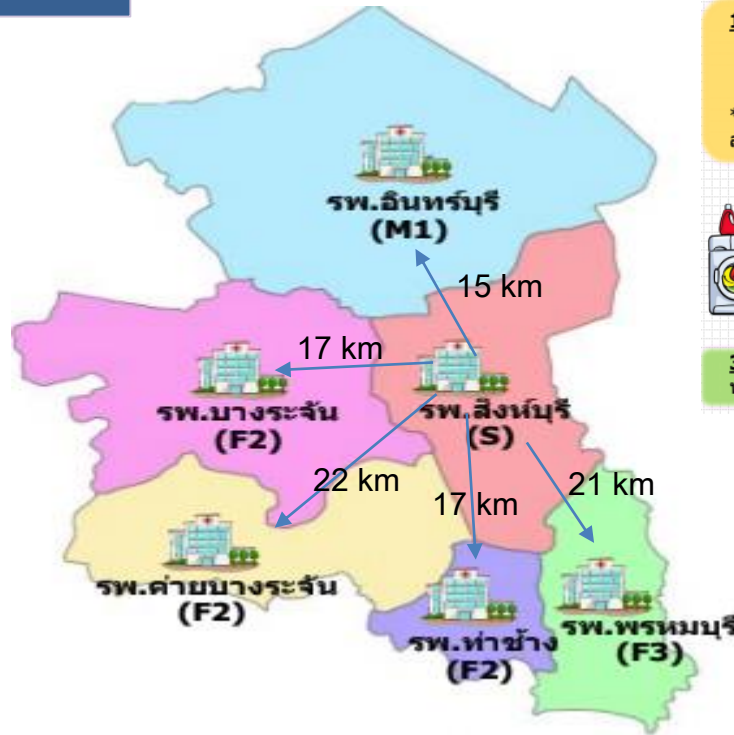 รพ.อินทร์บุรี
(M1)
15 km
17 km
รพ.บางระจัน
(F2)
รพ.สิงห์บุรี
(S)
22 km
17 km
21 km
รพ.ค่ายบางระจัน
(F2)
รพ.ท่าช้าง
(F2)
รพ.พรหมบุรี
(F3)